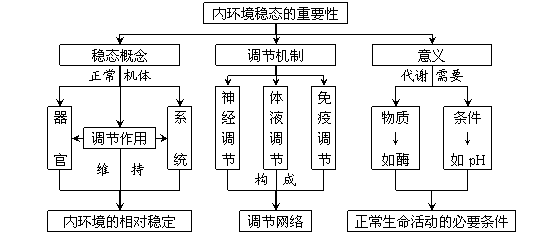 内环境稳态的重要性
稳态概念
调节机制
意义
正常 机体
代谢 需要
器官
调节作用
系统
神经调节
体液调节
免疫调节
物质
↓
如酶
条件
↓
如 pH
维 持
构 成
内环境的相对稳定
调节网络
正常生命活动的必要条件